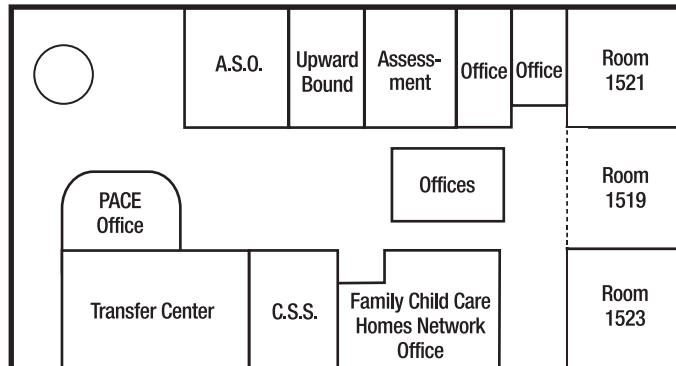 A.S.O.
Upward
Bound
Assess-
ment
Office
Office
Room
1521
PACE
Office
Offices
Room
1519
Transfer Center
C.S.S.
Family Child Care
Homes Network
Office
Room
1523